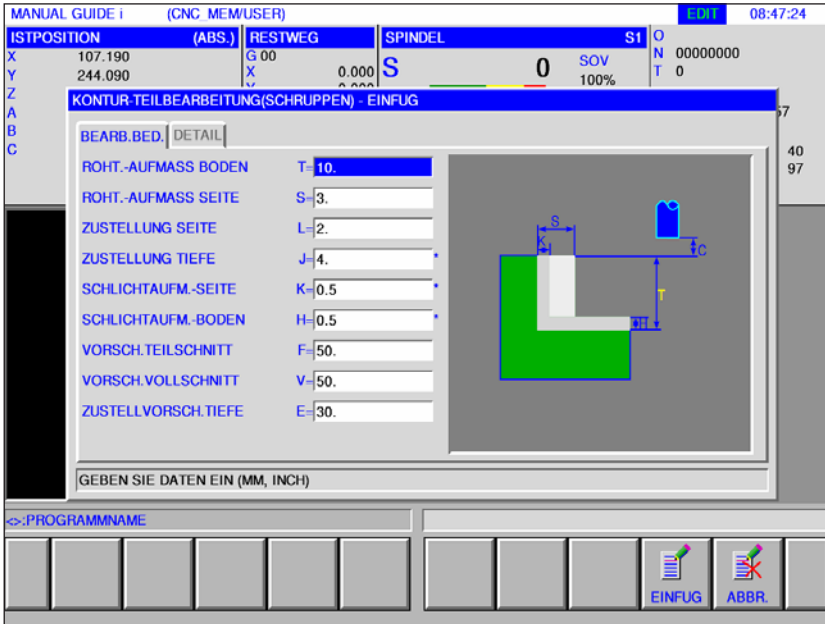 MANUAL GUIDE i (CNC_MEM/USER) EDIT 08:47:24
ISTPOSITION (ABS.) RESTWEG SPINDEL S1 O
X 107.190 G 00 N 00000000
Y 244.090 X 0.000 S 0 SOV 100% T 0
Z
A
B
C
40
97
KONTUR-TEILBEARBEITUNG(SCHRUPPEN) - EINFUG
BEARB.BED. DETAIL
ROHT.-AUFMASS BODEN T=10.
ROHT.-AUFMASS SEITE S=3.
ZUSTELLUNG SEITE L=2.
ZUSTELLUNG TIEFE J=4. *
SCHLICHTAUFM.-SEITE K=0.5 *
SCHLICHTAUFM.-BODEN H=0.5 *
VORSCH.TEILSCHNITT F=50.
VORSCH.VOLLSCHNITT V=50.
ZUSTELLVORSCH.TIEFE E=30.
S
K
C
T
H
GEBEN SIE DATEN EIN (MM, INCH)
<>:PROGRAMMNAME
EINFUG ABBR.